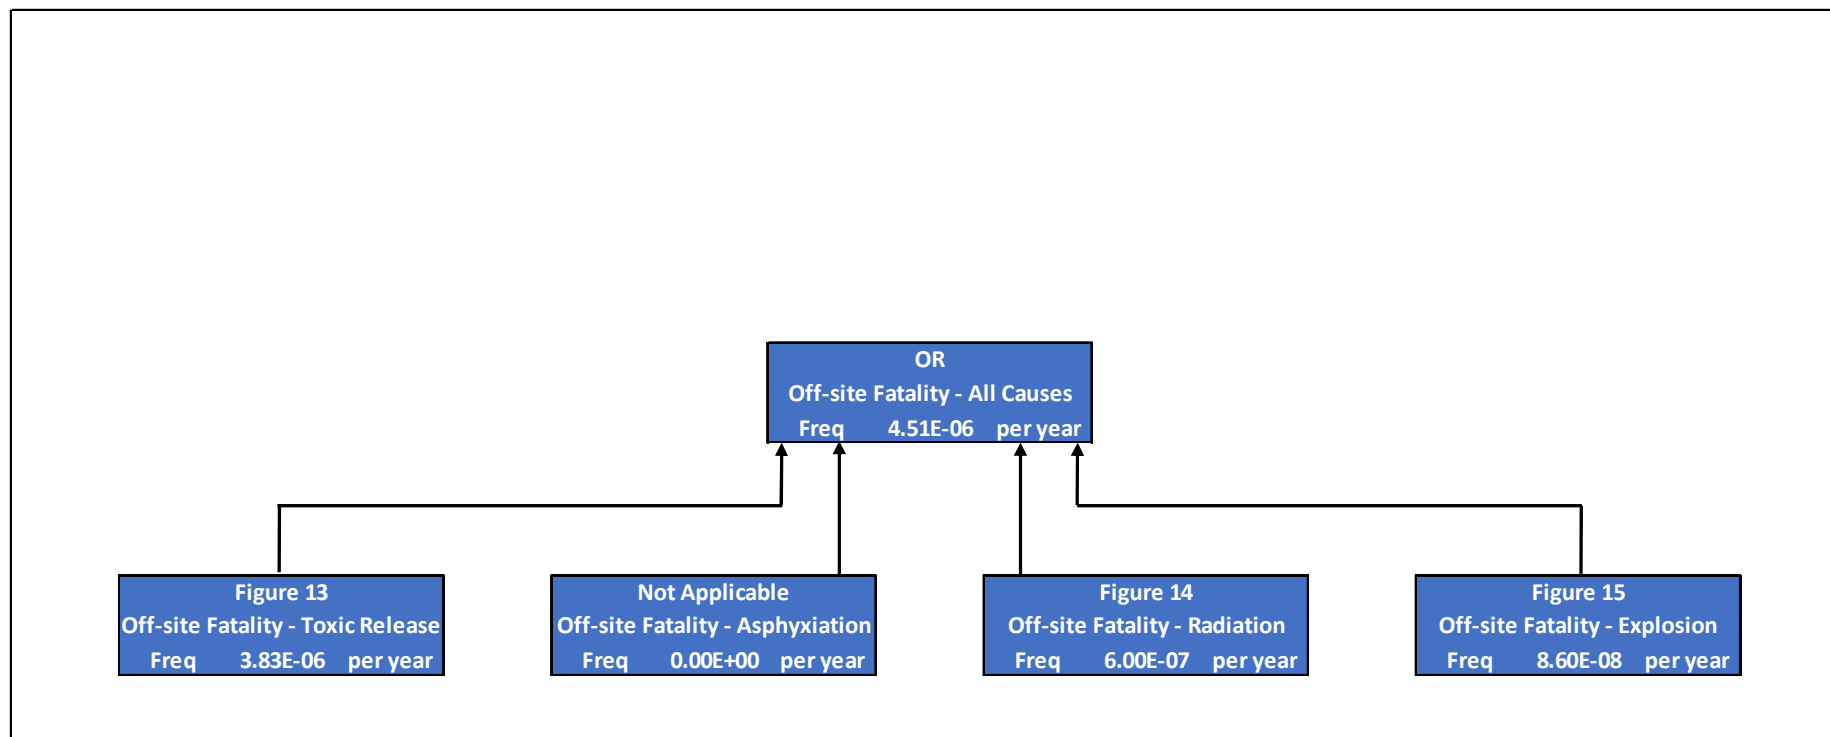 OR
Off-site Fatality - All Causes
Freq 4.51E-06 per year
Figure 13
Off-site Fatality - Toxic Release
Freq 3.83E-06 per year
Not Applicable
Off-site Fatality - Asphyxiation
Freq 0.00E+00 per year
Figure 14
Off-site Fatality - Radiation
Freq 6.00E-07 per year
Figure 15
Off-site Fatality - Explosion
Freq 8.60E-08 per year